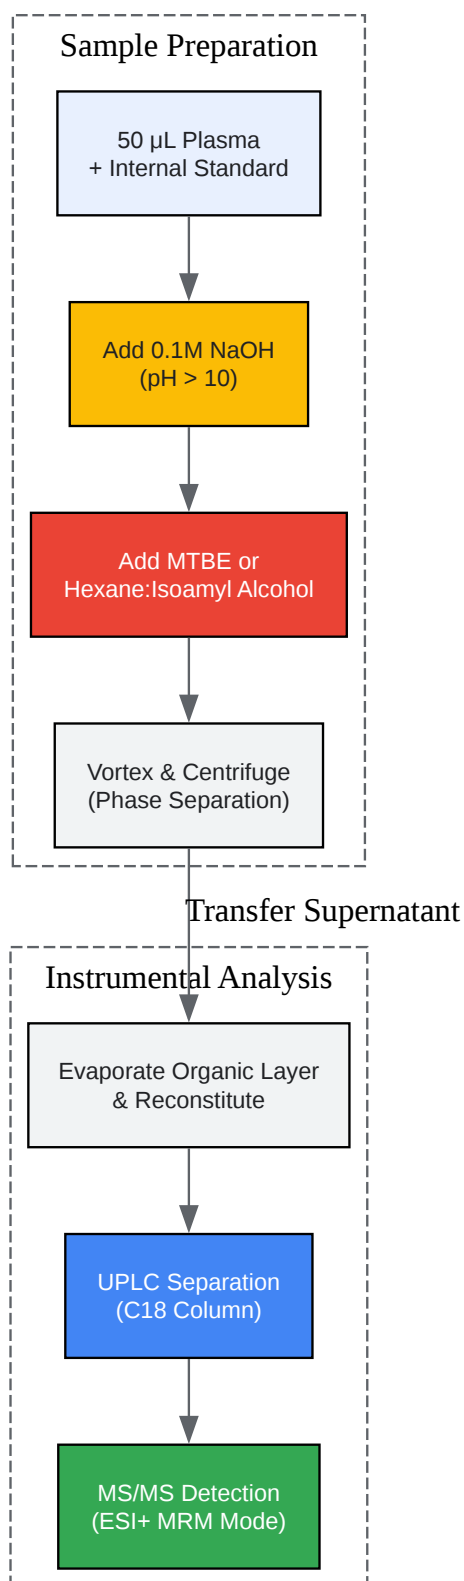 Sample Preparation
50 μL Plasma
+ Internal Standard
Add 0.1M NaOH
(pH > 10)
Add MTBE or
Hexane:Isoamyl Alcohol
Vortex & Centrifuge
(Phase Separation)
Transfer Supernatant
Instrumental Analysis
Evaporate Organic Layer
& Reconstitute
UPLC Separation
(C18 Column)
MS/MS Detection
(ESI+ MRM Mode)